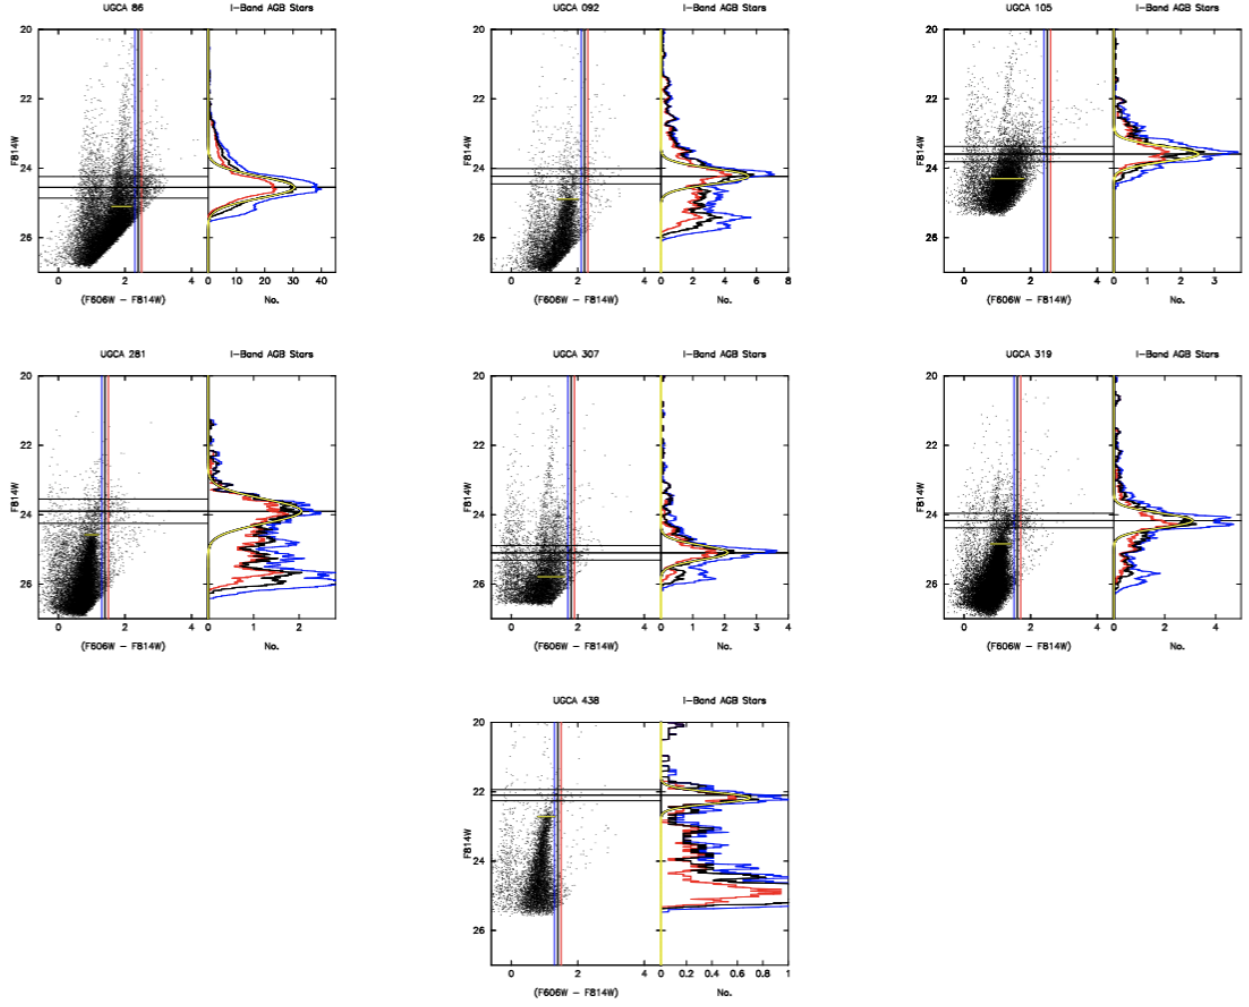 UGCA 86 I-Band AGB Stars
20
22
24
26
F814W
0 2 4 0 10 20 30 40
(F606W - F814W) No.
UGCA 092 I-Band AGB Stars
20
22
24
26
F814W
0 2 4 0 2 4 6 8
(F606W - F814W) No.
UGCA 105 I-Band AGB Stars
20
22
24
26
F814W
0 2 4 0 1 2 3
(F606W - F814W) No.
UGCA 281 I-Band AGB Stars
20
22
24
26
F814W
0 2 4 0 1 2
(F606W - F814W) No.
UGCA 307 I-Band AGB Stars
20
22
24
26
F814W
0 2 4 0 1 2 3 4
(F606W - F814W) No.
UGCA 319 I-Band AGB Stars
20
22
24
26
F814W
0 2 4 0 2 4
(F606W - F814W) No.
UGCA 438 I-Band AGB Stars
20
22
24
26
F814W
0 2 4 0 0.2 0.4 0.6 0.8 1
(F606W - F814W) No.